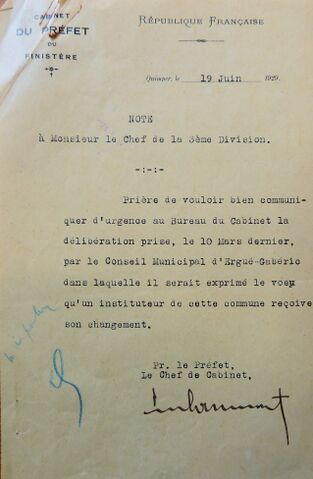 CABINET
DU PRÉFET
DU
FINISTÈRE
RÉPUBLIQUE FRANÇAISE
Quimper, le 19 Juin 1929.
NOTE
à Monsieur le Chef de la 3ème Division.
-:-:-
Prière de vouloir bien communi-
quer d'urgence au Bureau du Cabinet la
délibération prise, le 10 Mars dernier,
par le Conseil Municipal d'Ergué-Gabéric
dans laquelle il serait exprimé le voeu
qu'un instituteur de cette commune reçoive
son changement.
Pr. le Préfet,
Le Chef de Cabinet,